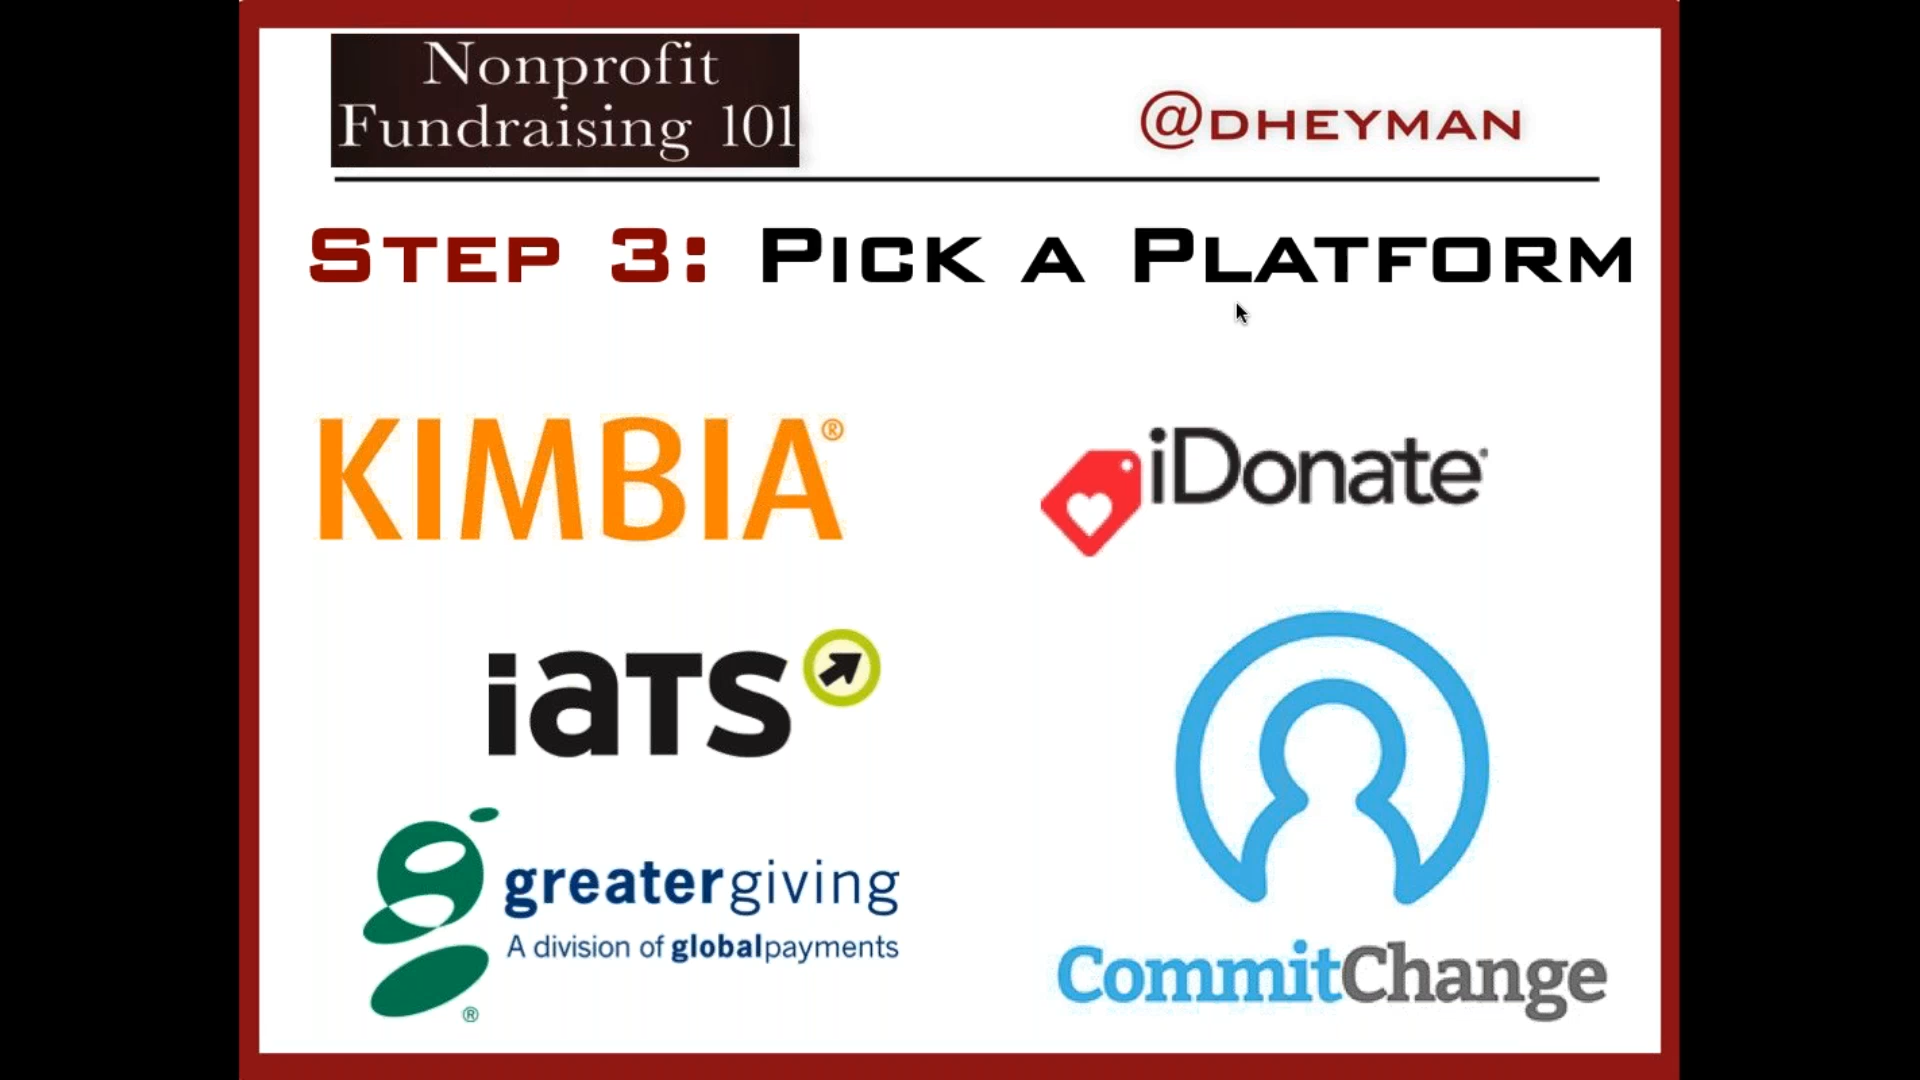 Nonprofit
Fundraising 101
@DHEYMAN
STEP 3: PICK A PLATFORM
KIMBIA®
iDonate
iATS
greatergiving
A division of globalpayments
®
CommitChange